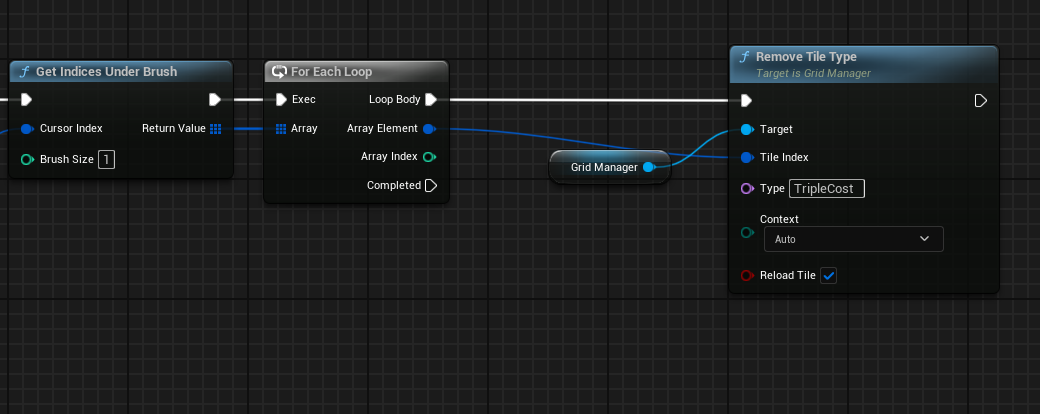 Get Indices Under Brush
Cursor Index
Return Value
Brush Size 1
For Each Loop
Exec
Loop Body
Array
Array Element
Array Index
Completed
Grid Manager
Remove Tile Type
Target is Grid Manager
Target
Tile Index
Type TripleCost
Context
Auto
Reload Tile